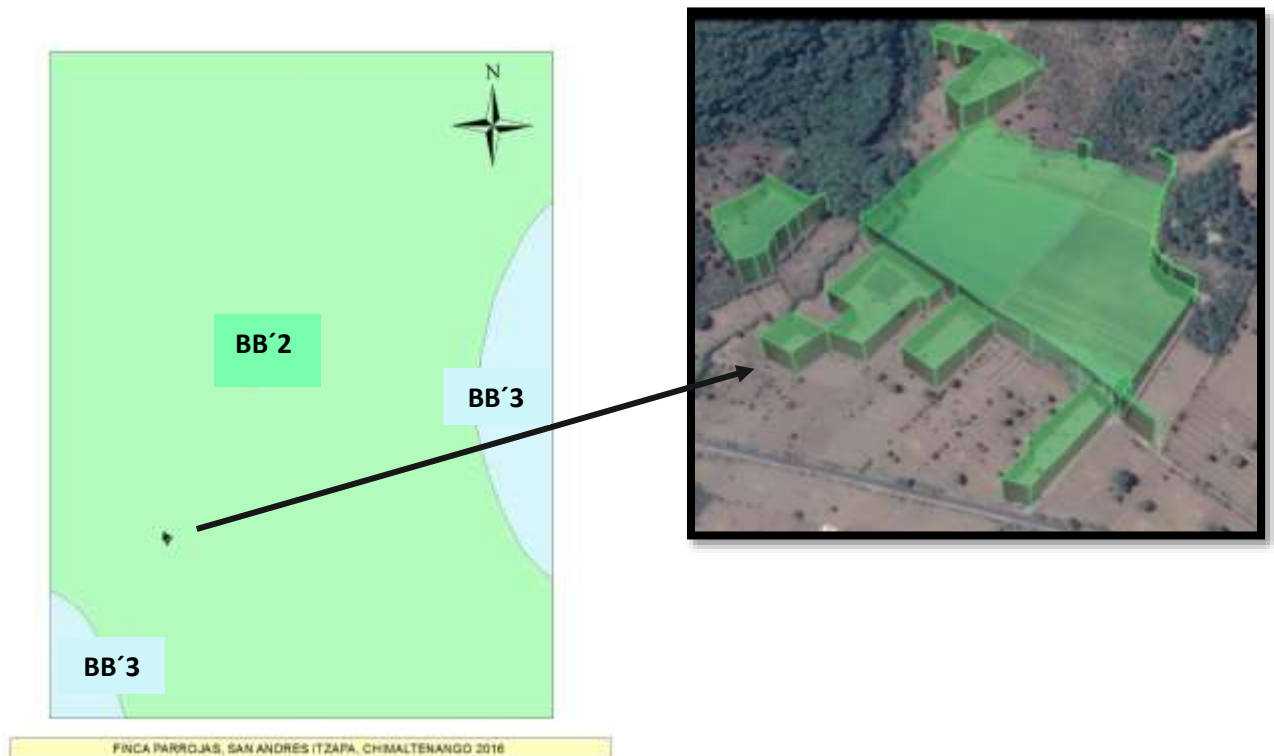 N
BB´2
BB´3
BB´3
FINCA PARROJAS, SAN ANDRES ITZAPA, CHIMALTENANGO 2016